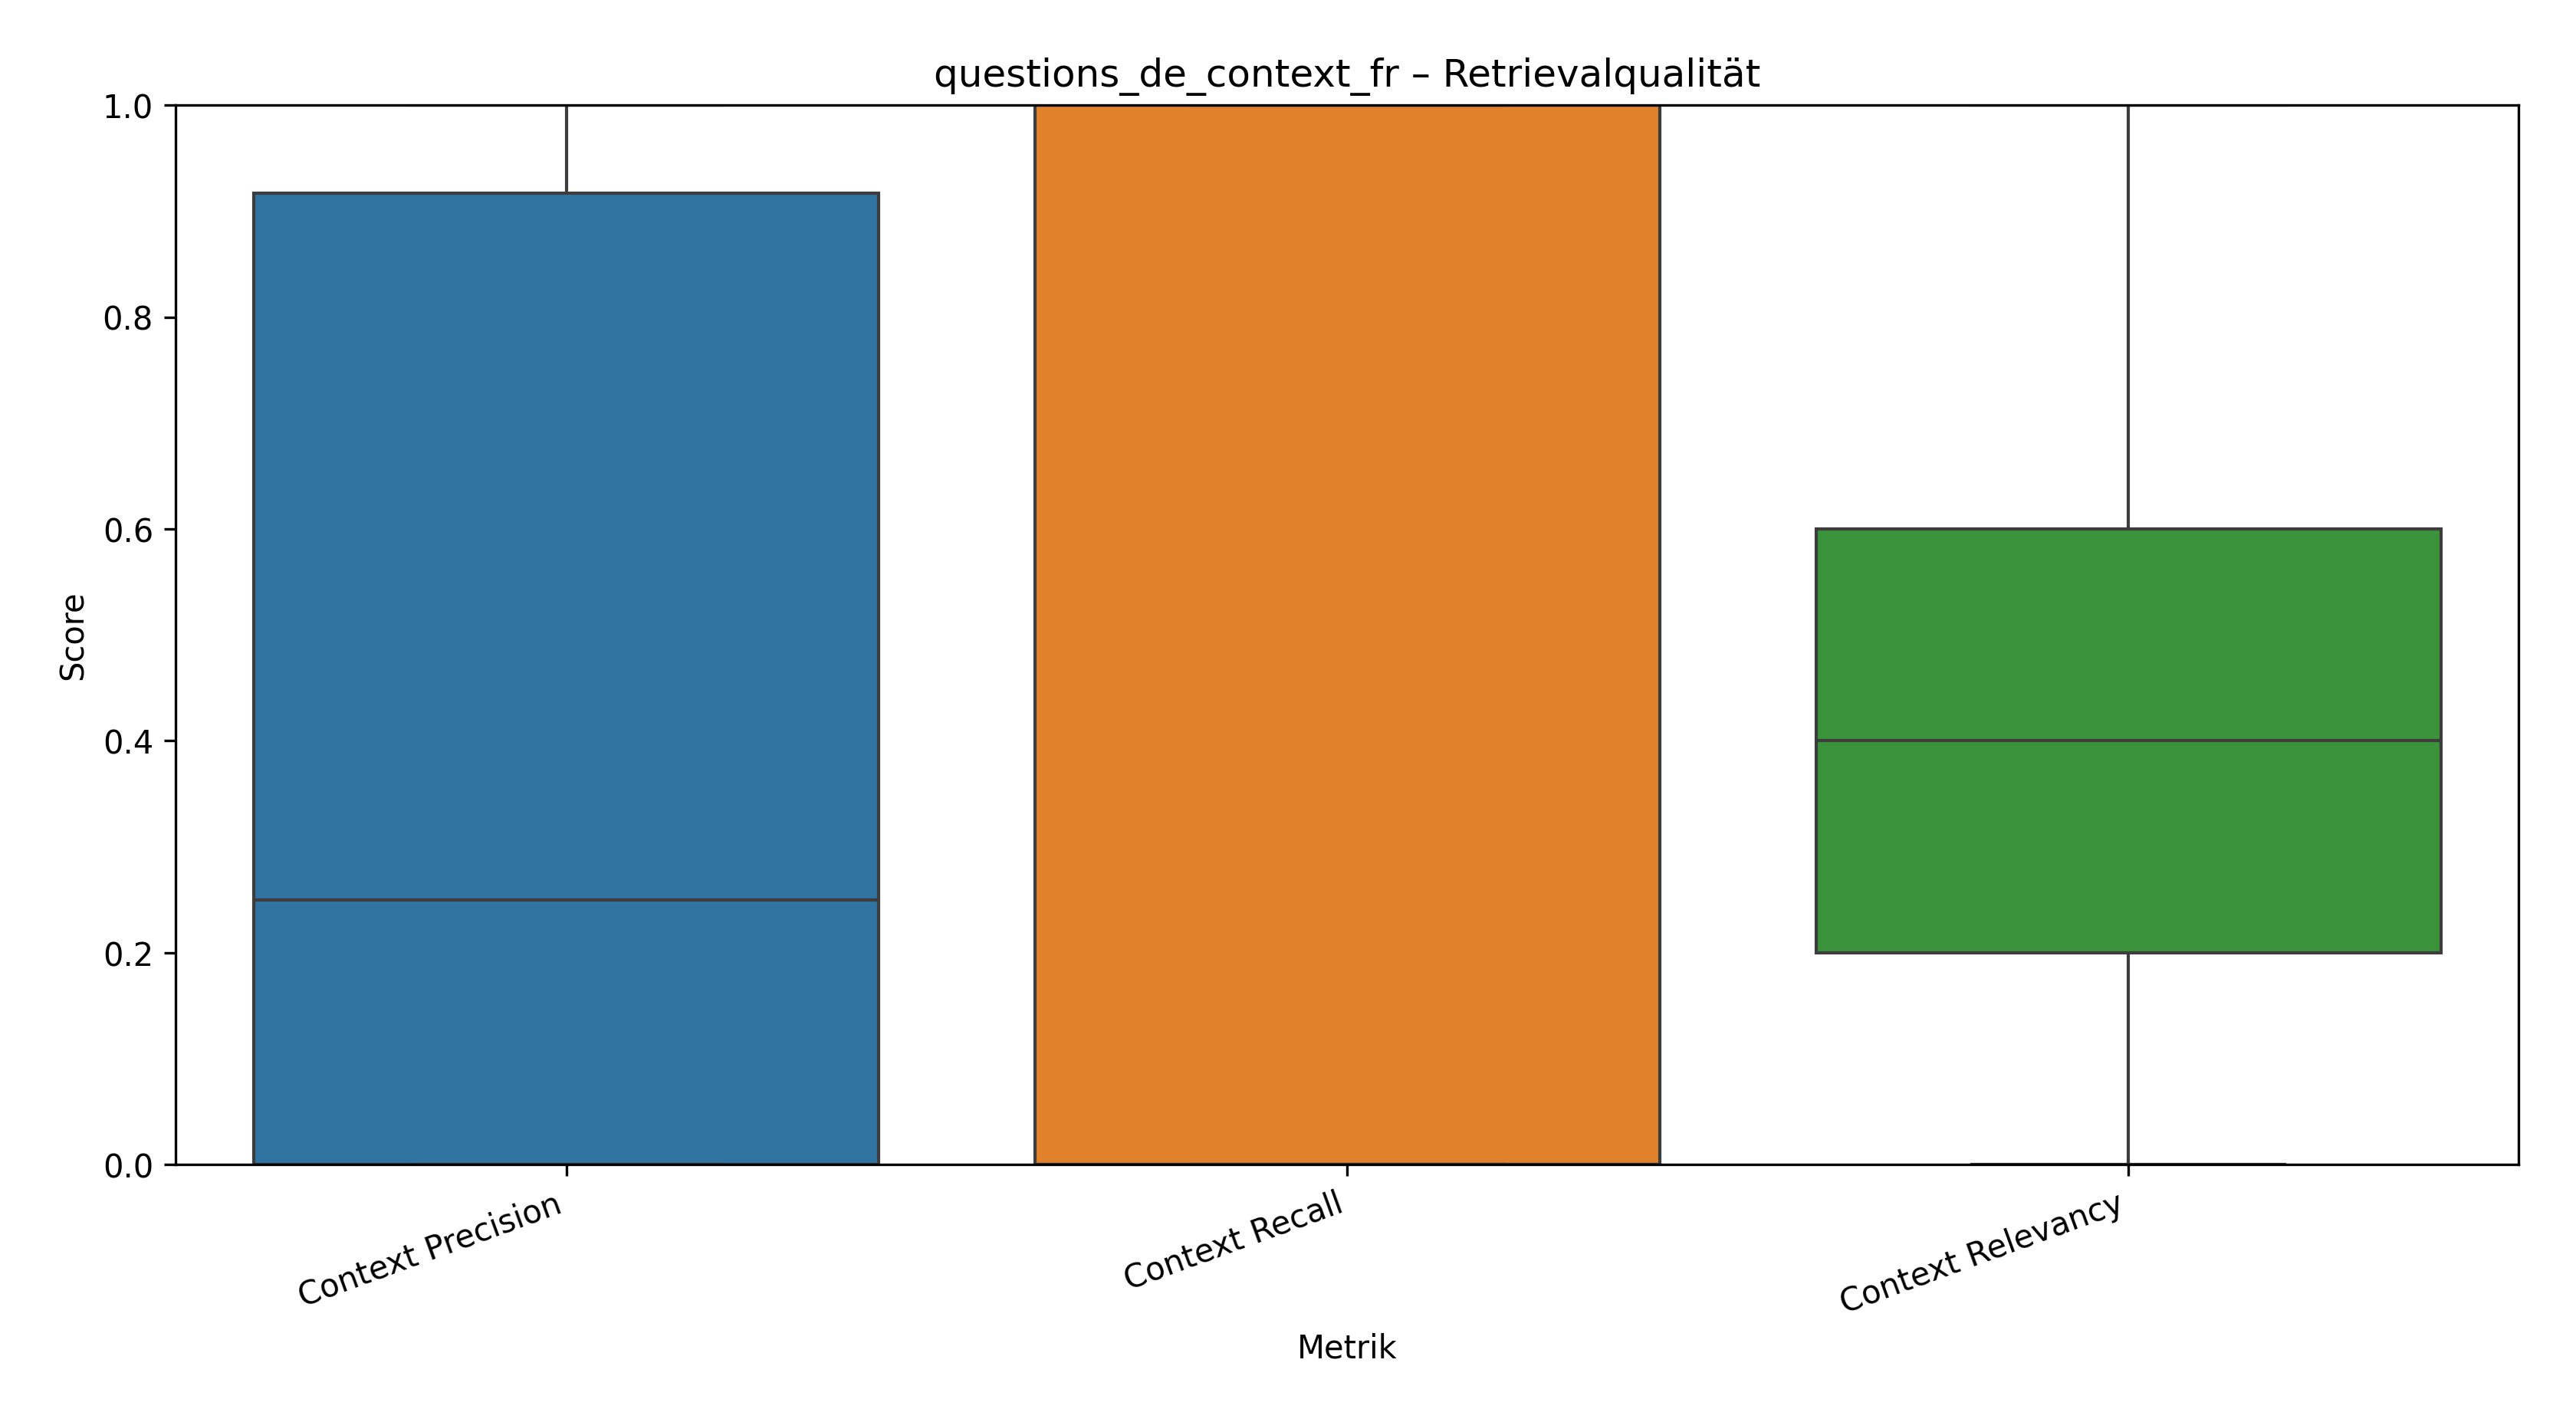 questions_de_context_fr – Retrievalqualität
1.0
0.8
0.6
0.4
0.2
0.0
Score
Context Precision
Context Recall
Context Relevancy
Metrik